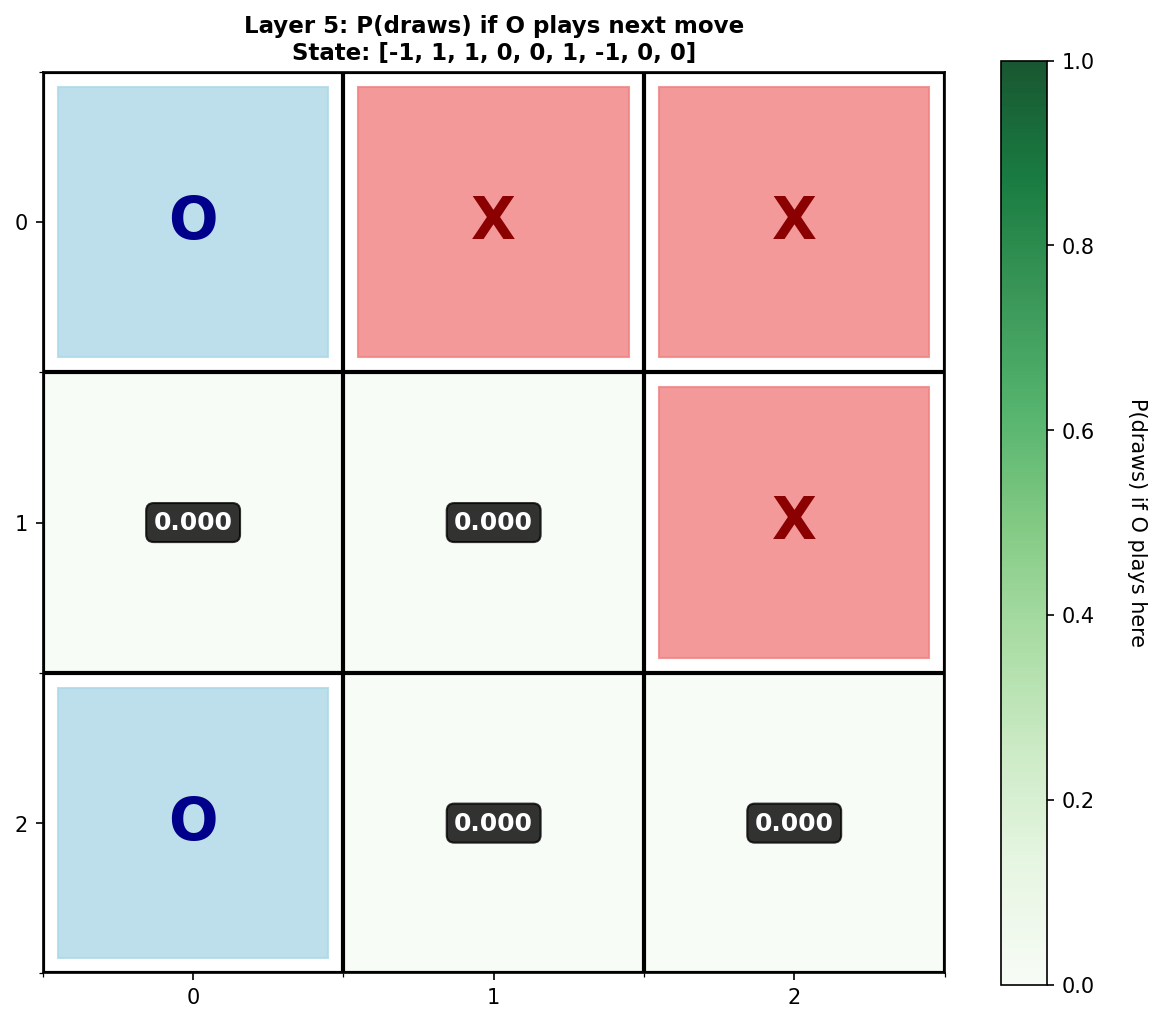 Layer 5: P(draws) if O plays next move
State: [-1, 1, 1, 0, 0, 1, -1, 0, 0]
0
O
X
X
1
0.000
0.000
X
2
O
0.000
0.000
0
1
2
1.0
0.8
0.6
0.4
0.2
0.0
P(draws) if O plays here